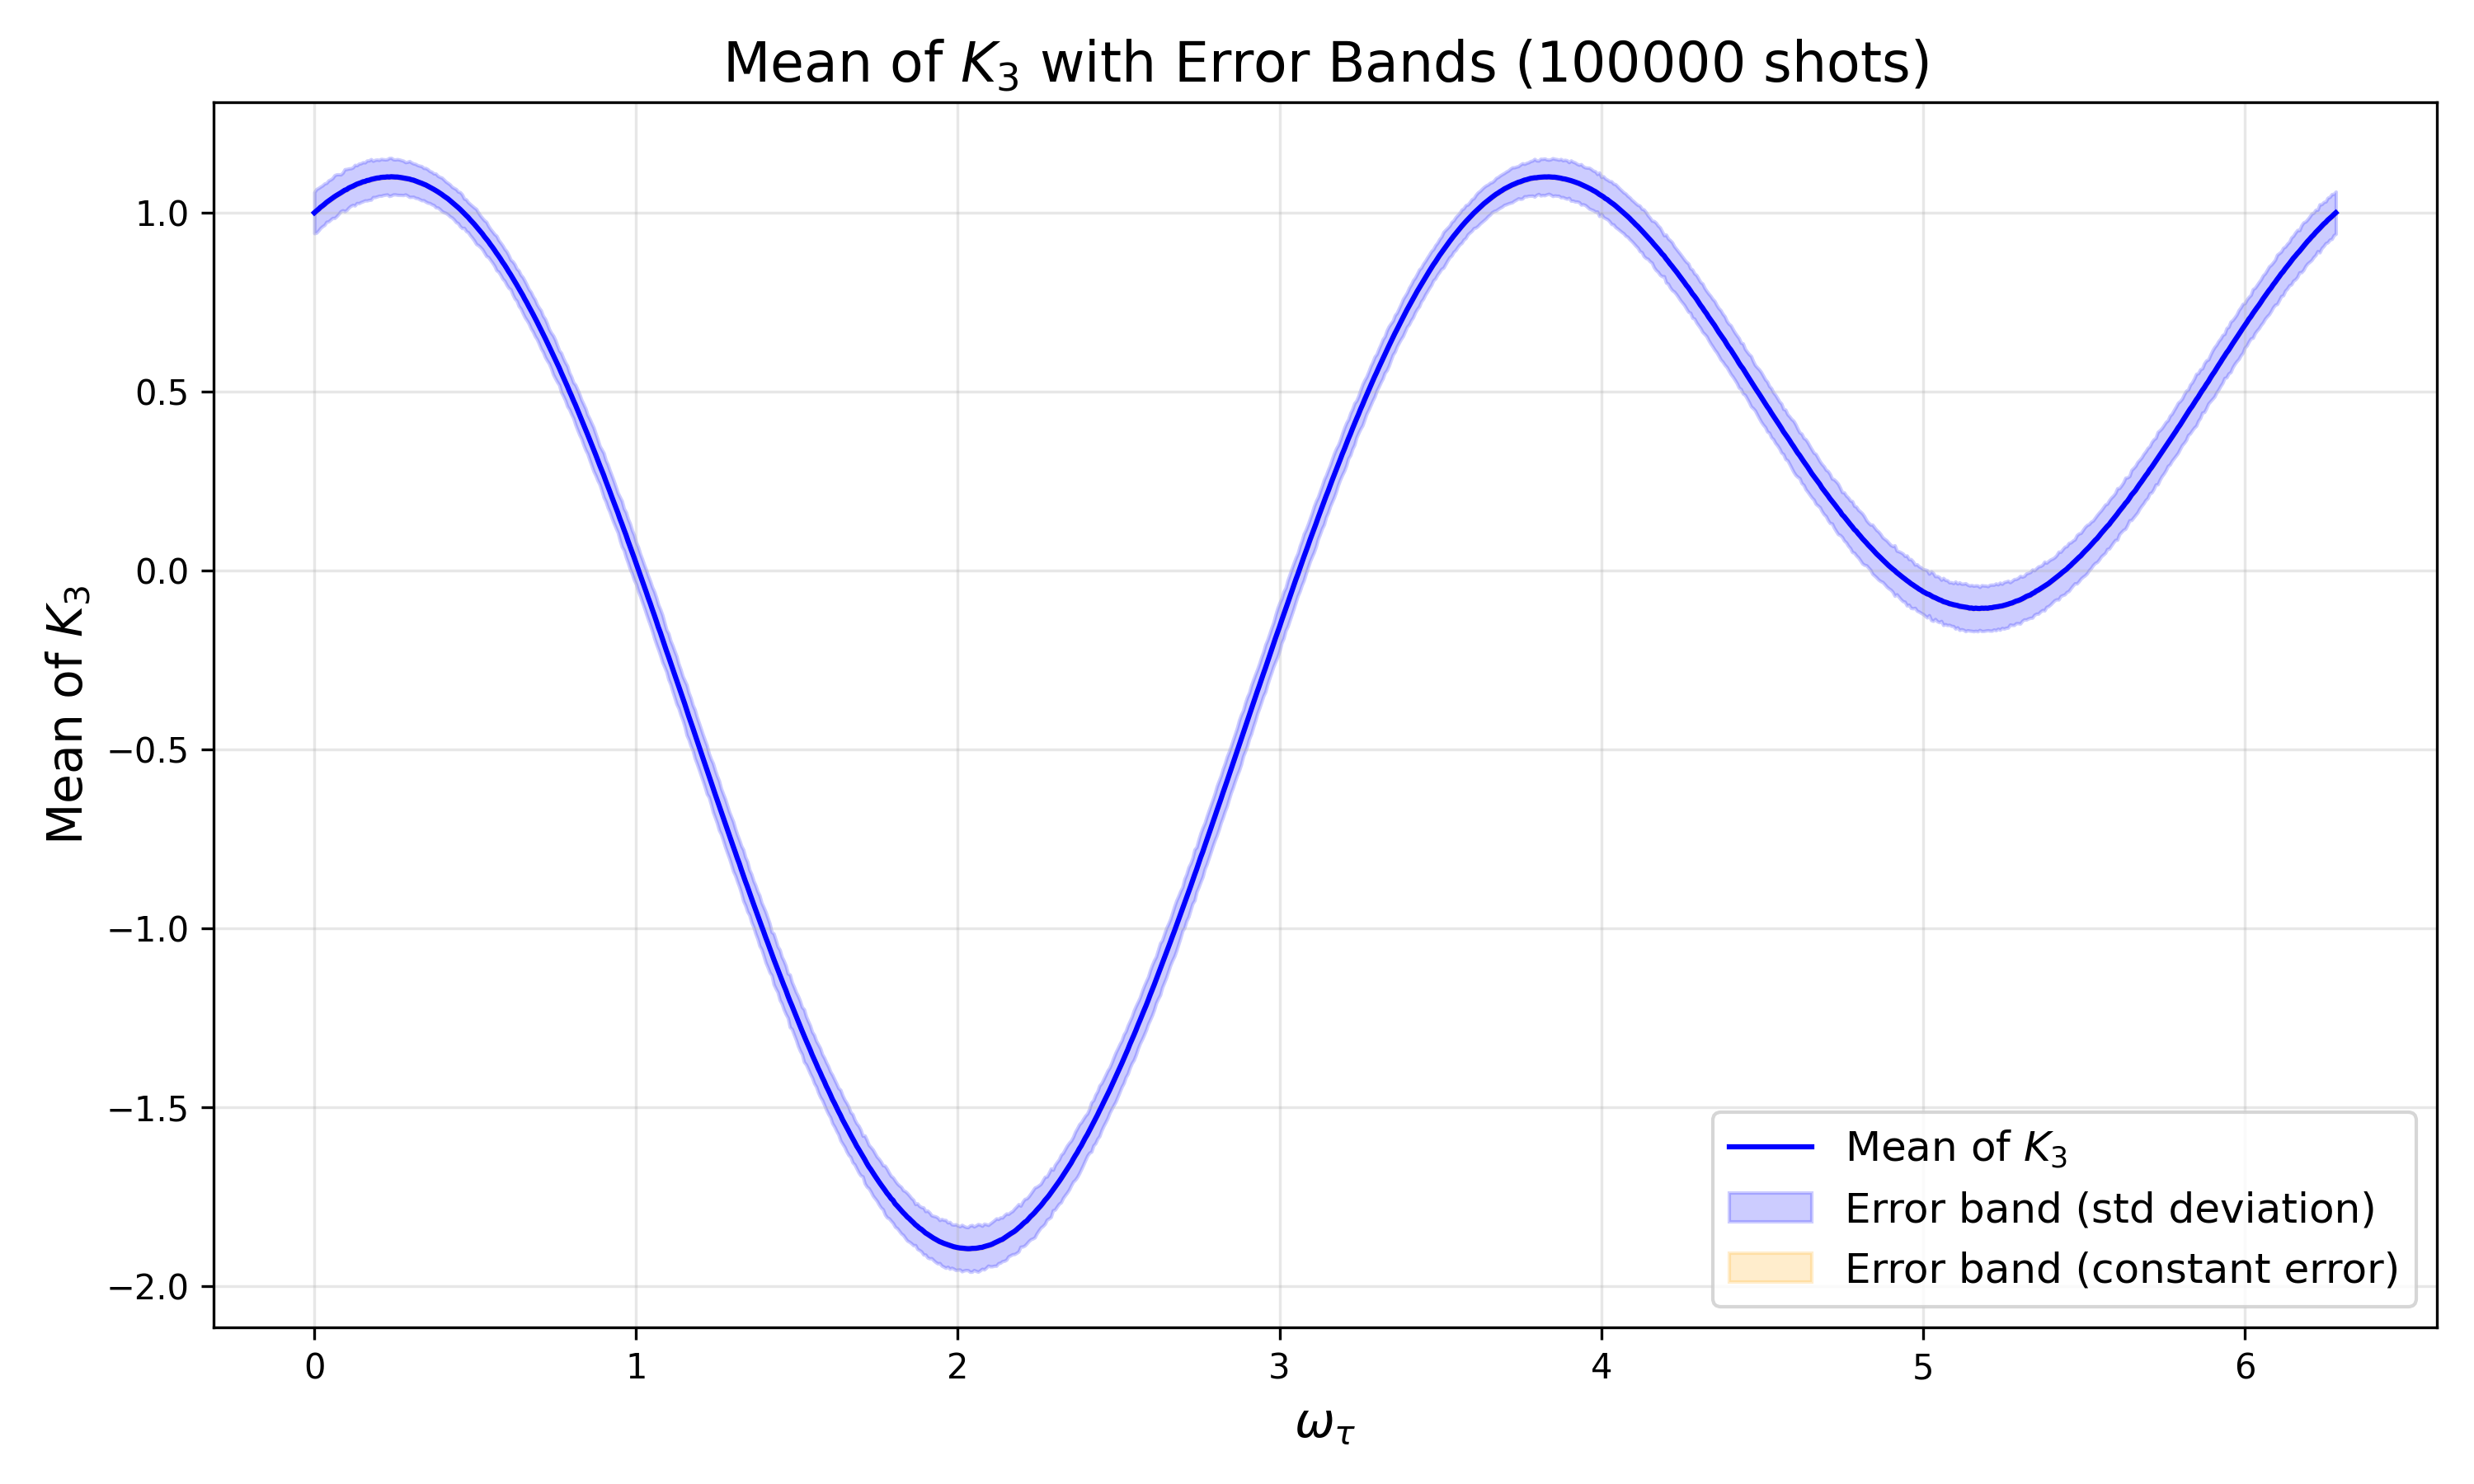 Mean of K₃ with Error Bands (100000 shots)
Mean of K₃
1.0
0.5
0.0
−0.5
−1.0
−1.5
−2.0
0 1 2 3 4 5 6
ω_τ
Mean of K₃
Error band (std deviation)
Error band (constant error)